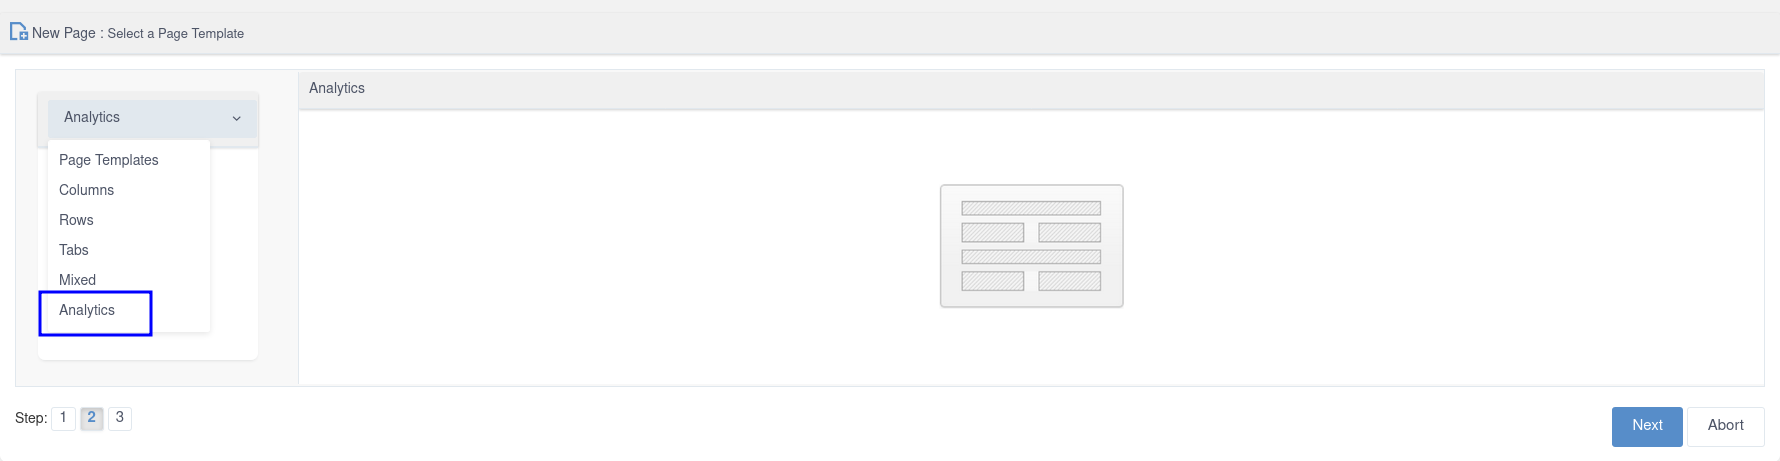 New Page : Select a Page Template
Analytics
Analytics
Page Templates
Columns
Rows
Tabs
Mixed
Analytics
Step: 1 2 3
Next Abort